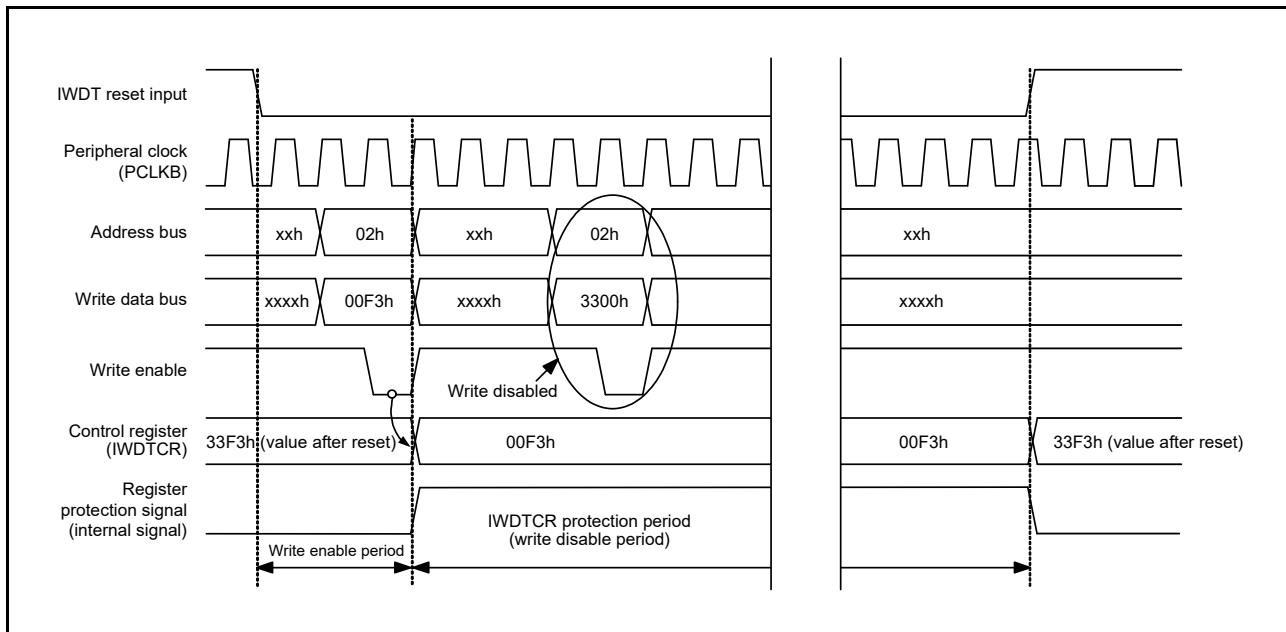 IWDT reset input
Peripheral clock
(PCLKB)
Address bus
xxh
02h
xxh
02h
xxh
Write data bus
xxxxh
00F3h
xxxxh
3300h
xxxxh
Write enable
Write disabled
Control register
(IWDTCR)
33F3h (value after reset)
00F3h
00F3h
33F3h (value after reset)
Register
protection signal
(internal signal)
Write enable period
IWDTCR protection period
(write disable period)